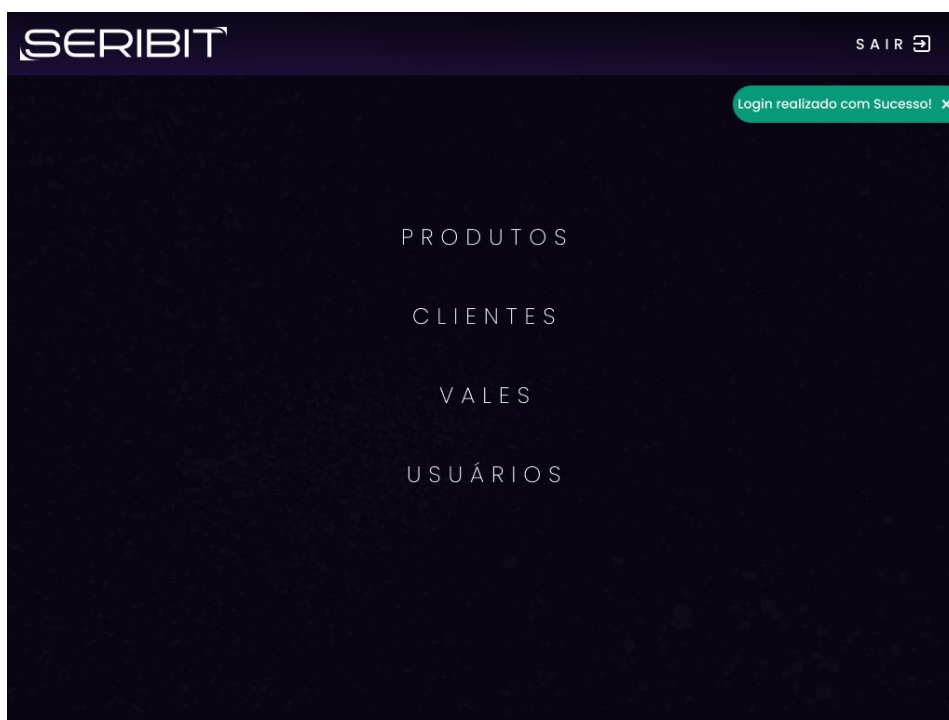 SERIBIT
SAIR
Login realizado com Sucesso! ×
PRODUTOS
CLIENTES
VALES
USUÁRIOS